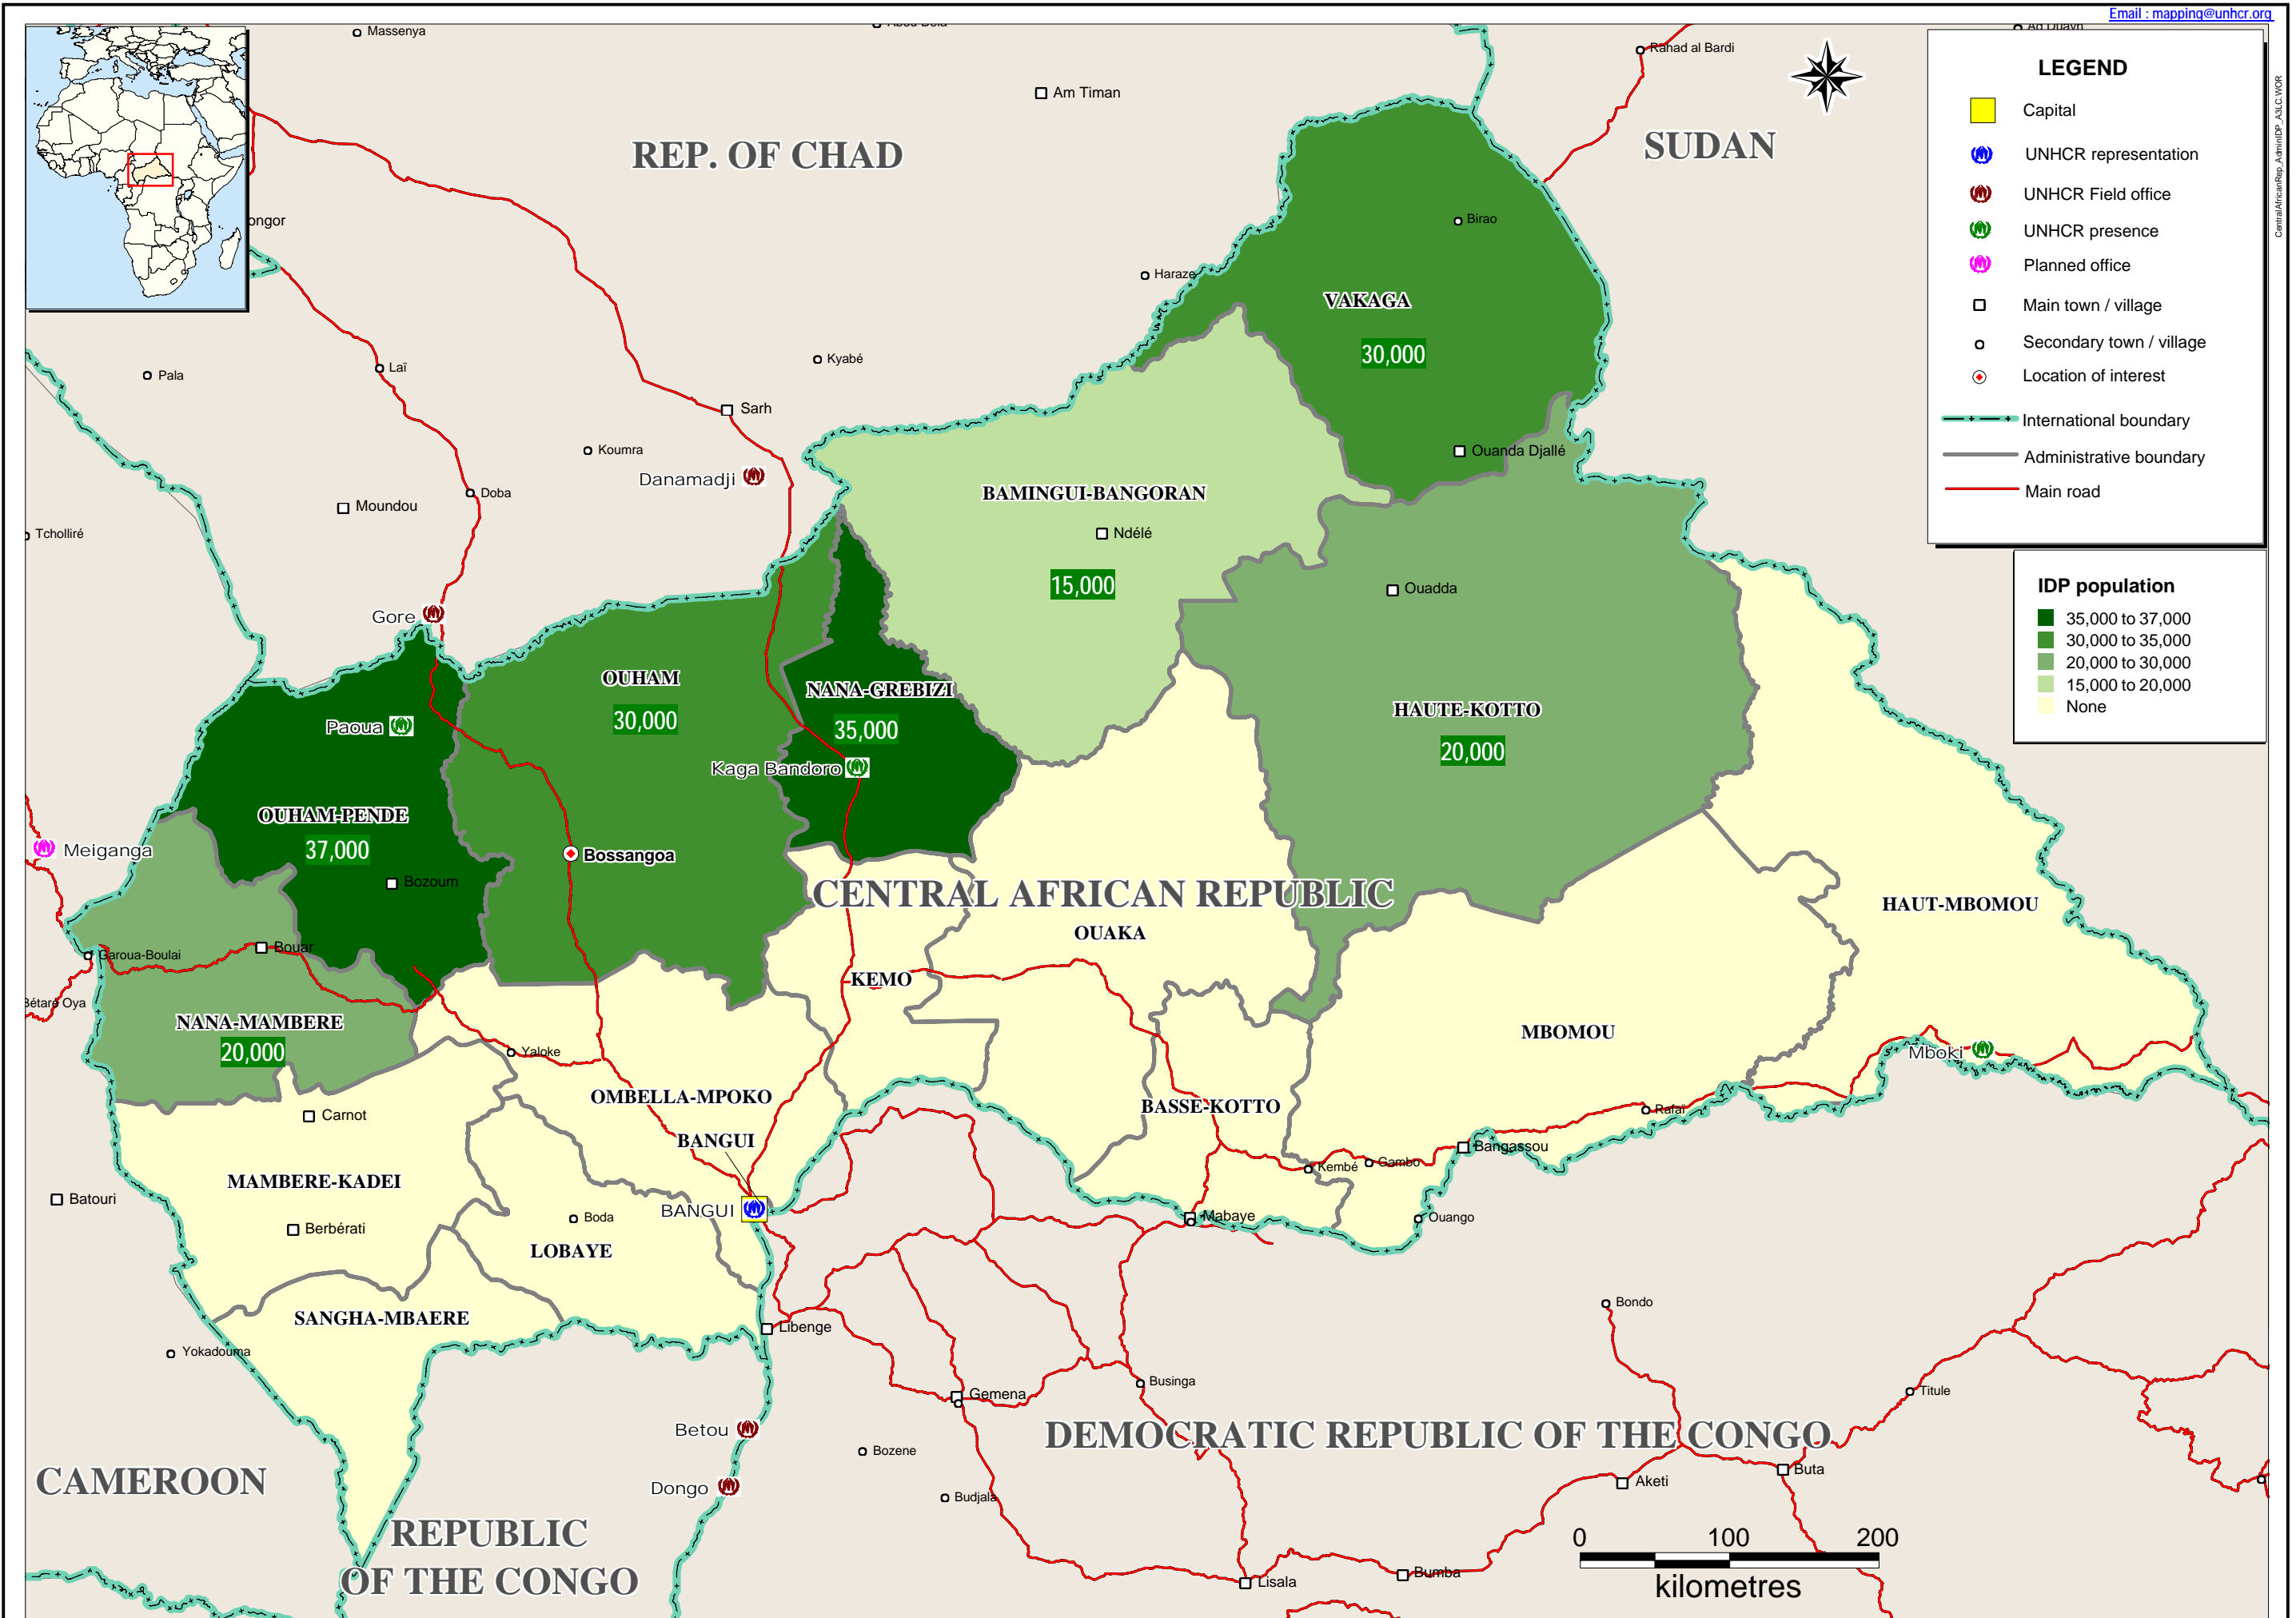 Email : mapping@unhcr.org
CentralAfricanRep_AdminIDP_A3LC.WOR
LEGEND
Capital
UNHCR representation
UNHCR Field office
UNHCR presence
Planned office
Main town / village
Secondary town / village
Location of interest
International boundary
Administrative boundary
Main road
IDP population
35,000 to 37,000
30,000 to 35,000
20,000 to 30,000
15,000 to 20,000
None
Massenya
Rahad al Bardi
Am Timan
REP. OF CHAD
SUDAN
ongor
Birao
Haraze
VAKAGA
30,000
Kyabé
Laï
Pala
Sarh
Koumra
Ouanda Djallé
Danamadji
Doba
BAMINGUI-BANGORAN
Moundou
Ndélé
Tcholliré
15,000
Ouadda
Gore
OUHAM
NANA-GREBIZI
30,000
HAUTE-KOTTO
Paoua
35,000
20,000
Kaga Bandoro
OUHAM-PENDE
37,000
Meiganga
Bossangoa
Bozoum
CENTRAL AFRICAN REPUBLIC
HAUT-MBOMOU
OUAKA
Bouar
Garoua-Boulai
KEMO
Bétaré Oya
NANA-MAMBERE
20,000
MBOMOU
Yaloke
Mboki
OMBELLA-MPOKO
BASSE-KOTTO
Rafaï
Carnot
BANGUI
Bangassou
Gambo
Kembé
MAMBERE-KADEI
Batouri
BANGUI
Mabaye
Ouango
Boda
Berbérati
LOBAYE
SANGHA-MBAERE
Bondo
Libenge
Yokadouma
Businga
Titule
Gemena
Betou
DEMOCRATIC REPUBLIC OF THE CONGO
Bozene
Buta
CAMEROON
Aketi
Dongo
Budjala
REPUBLIC
OF THE CONGO
0 100 200
kilometres
Bumba
Lisala